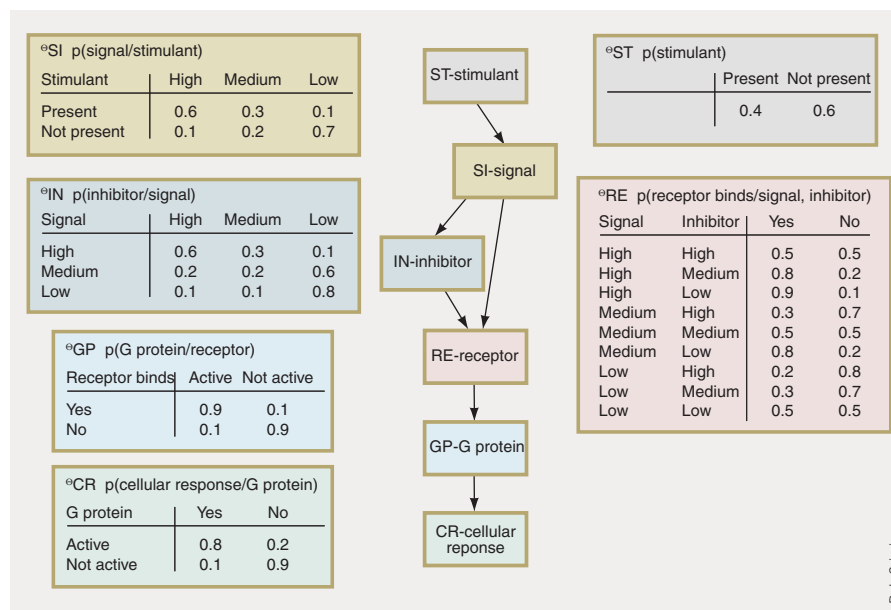 ΘSI p(signal/stimulant)
Stimulant High Medium Low
Present 0.6 0.3 0.1
Not present 0.1 0.2 0.7
ΘIN p(inhibitor/signal)
Signal High Medium Low
High 0.6 0.3 0.1
Medium 0.2 0.2 0.6
Low 0.1 0.1 0.8
ΘGP p(G protein/receptor)
Receptor binds Active Not active
Yes 0.9 0.1
No 0.1 0.9
ΘCR p(cellular response/G protein)
G protein Yes No
Active 0.8 0.2
Not active 0.1 0.9
ST-stimulant
SI-signal
IN-inhibitor
RE-receptor
GP-G protein
CR-cellular
reponse
ΘST p(stimulant)
Present Not present
0.4 0.6
ΘRE p(receptor binds/signal, inhibitor)
Signal Inhibitor Yes No
High High 0.5 0.5
High Medium 0.8 0.2
High Low 0.9 0.1
Medium High 0.3 0.7
Medium Medium 0.5 0.5
Medium Low 0.8 0.2
Low High 0.2 0.8
Low Medium 0.3 0.7
Low Low 0.5 0.5